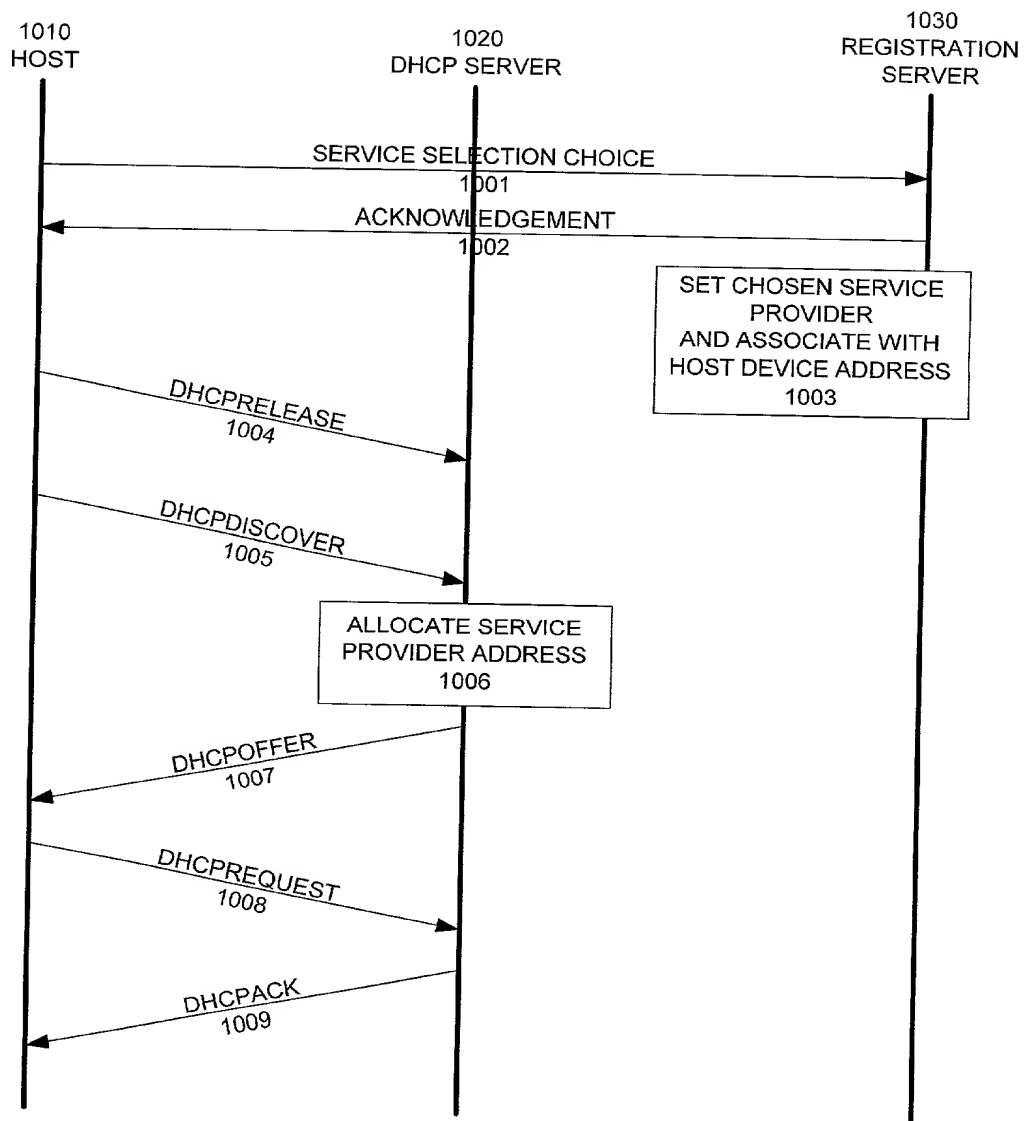 1010
HOST
1020
DHCP SERVER
1030
REGISTRATION
SERVER
SERVICE SELECTION CHOICE
1001
ACKNOWLEDGEMENT
1002
SET CHOSEN SERVICE
PROVIDER
AND ASSOCIATE WITH
HOST DEVICE ADDRESS
1003
DHCPRELEASE
1004
DHCPDISCOVER
1005
ALLOCATE SERVICE
PROVIDER ADDRESS
1006
DHCPOFFER
1007
DHCPREQUEST
1008
DHCPACK
1009